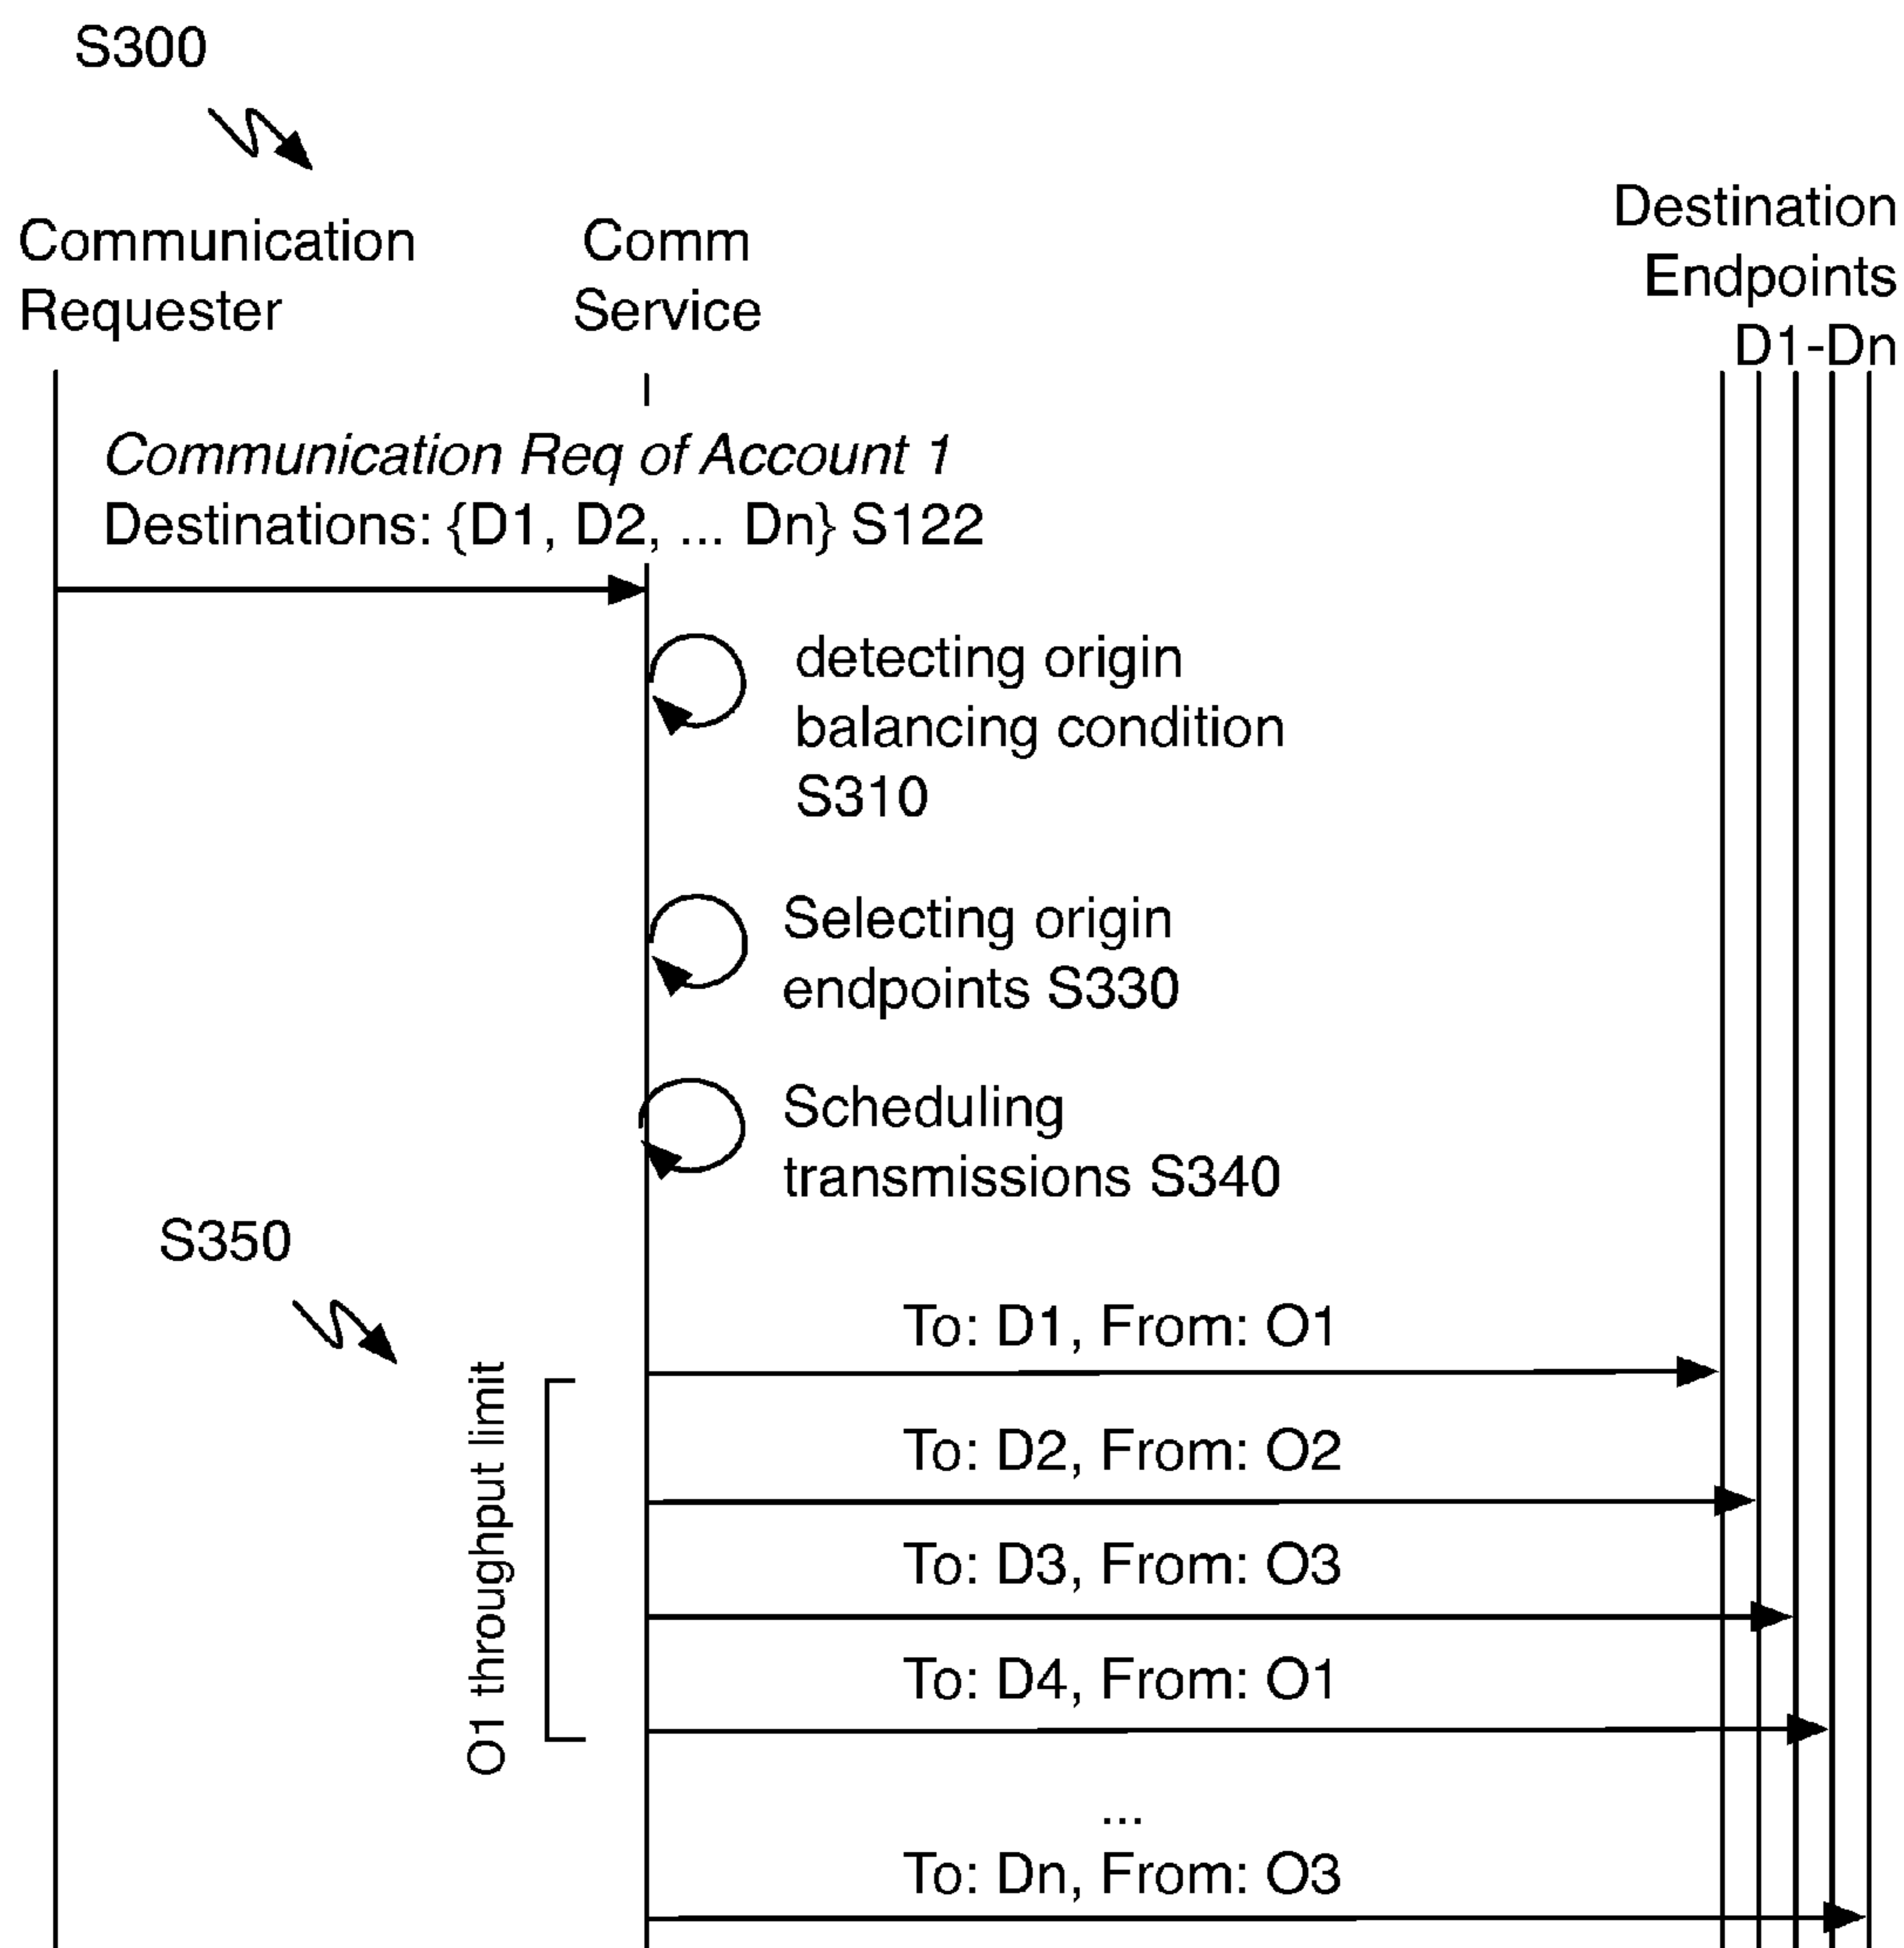 S300
Communication
Requester
Comm
Service
Destination
Endpoints
D1-Dn
Communication Req of Account 1
Destinations: {D1, D2, ... Dn} S122
detecting origin
balancing condition
S310
Selecting origin
endpoints S330
Scheduling
transmissions S340
S350
O1 throughput limit
To: D1, From: O1
To: D2, From: O2
To: D3, From: O3
To: D4, From: O1
...
To: Dn, From: O3